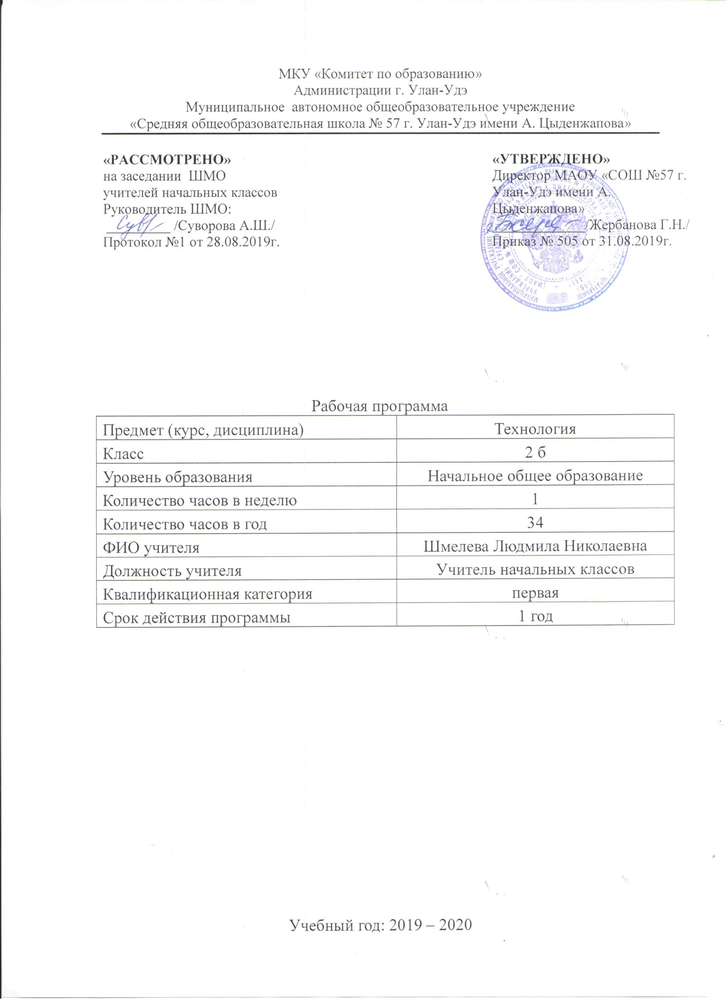 МКУ «Комитет по образованию»
Администрации г. Улан-Удэ
Муниципальное автономное общеобразовательное учреждение
«Средняя общеобразовательная школа № 57 г. Улан-Удэ имени А. Цыденжапова»
«РАССМОТРЕНО»
на заседании ШМО
учителей начальных классов
Руководитель ШМО:
/Суворова А.Ш./
Протокол №1 от 28.08.2019г.
«УТВЕРЖДЕНО»
Директор МАОУ «СОШ №57 г.
Улан-Удэ имени А.
Цыденжапова»
/Жербанова Г.Н./
Приказ № 505 от 31.08.2019г.
Рабочая программа
Предмет (курс, дисциплина) Технология
Класс 2 б
Уровень образования Начальное общее образование
Количество часов в неделю 1
Количество часов в год 34
ФИО учителя Шмелева Людмила Николаевна
Должность учителя Учитель начальных классов
Квалификационная категория первая
Срок действия программы 1 год
Учебный год: 2019 – 2020